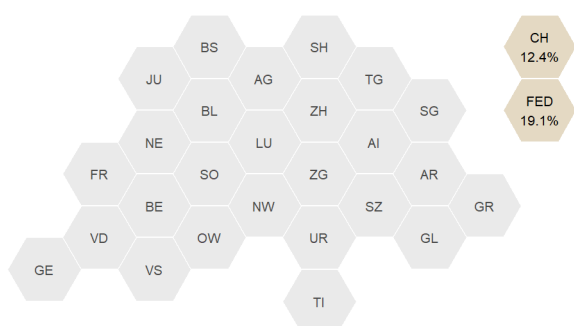 CH
12.4%
BS
SH
JU
AG
TG
FED
19.1%
BL
ZH
SG
NE
LU
AI
FR
SO
ZG
AR
BE
NW
SZ
GR
VD
OW
UR
GL
GE
VS
TI